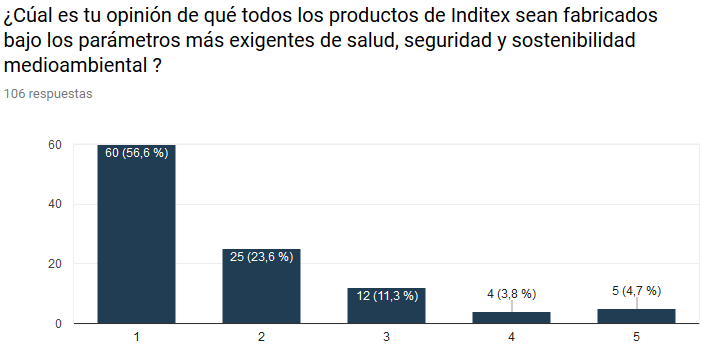 ¿Cúal es tu opinión de qué todos los productos de Inditex sean fabricados
bajo los parámetros más exigentes de salud, seguridad y sostenibilidad
medioambiental ?
106 respuestas
60
60 (56,6 %)
40
25 (23,6 %)
20
12 (11,3 %)
4 (3,8 %)
5 (4,7 %)
0
1
2
3
4
5